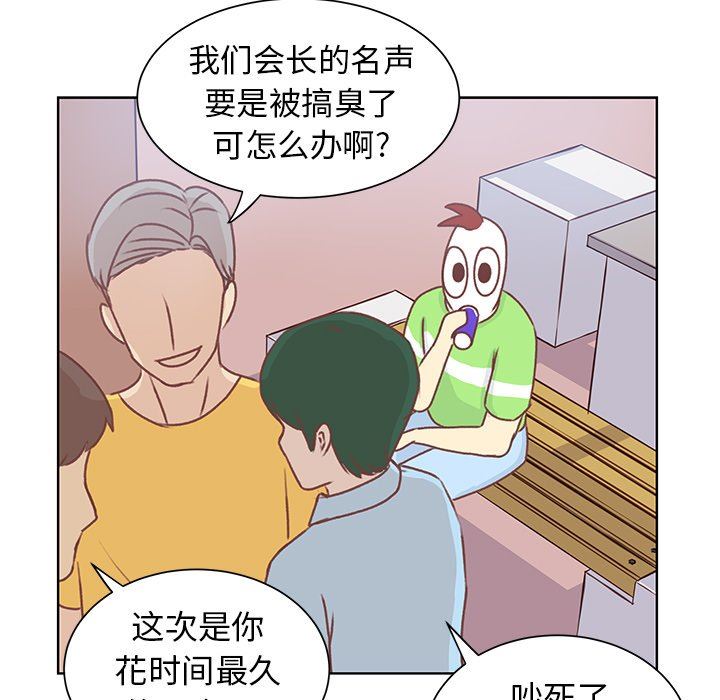 我们会长的名声
要是被搞臭了
可怎么办啊?
这次是你
花时间最久
吵死了